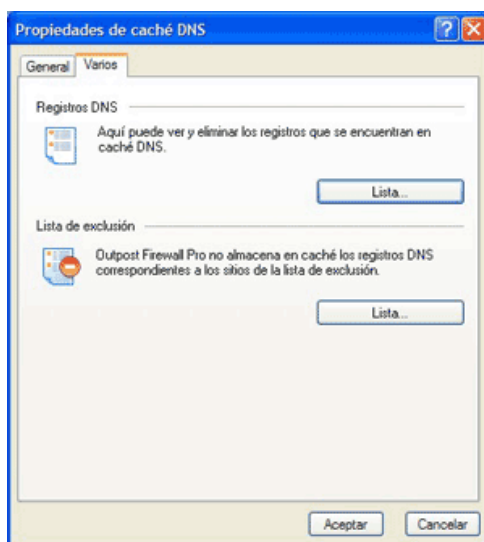 Propiedades de caché DNS
General
Varios
Registros DNS
Aquí puede ver y eliminar los registros que se encuentran en
caché DNS.
Lista...
Lista de exclusión
Outpost Firewall Pro no almacena en caché los registros DNS
correspondientes a los sitios de la lista de exclusión.
Lista...
Aceptar
Cancelar